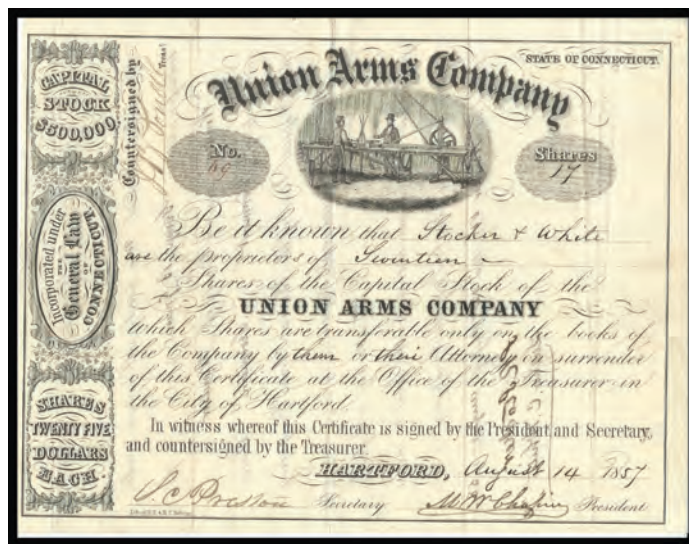 CAPITAL
STOCK
$500,000
Incorporated under
THE
General Law
OF
CONNECTICUT
SHARES
TWENTY FIVE
DOLLARS
EACH.
Countersigned by
Treasr
STATE OF CONNECTICUT.
Union Arms Company
No.
Shares
17
Be it known that Stocker & White
are the proprietors of Seventeen
Shares of the Capital Stock of the
UNION ARMS COMPANY
which Shares are transferable only on the books of
the Company by them or their Attorney on surrender
of this Certificate at the Office of the Treasurer in
the City of Hartford.
In witness whereof this Certificate is signed by the President and Secretary,
and countersigned by the Treasurer.
HARTFORD, August 14 1857
Secretary
President